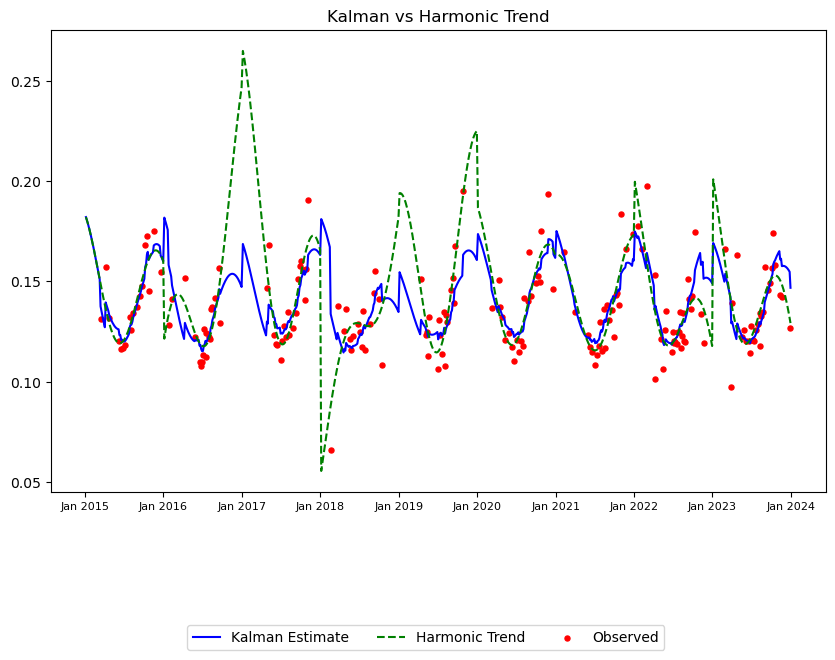 Kalman vs Harmonic Trend
0.25
0.20
0.15
0.10
0.05
Jan 2015 Jan 2016 Jan 2017 Jan 2018 Jan 2019 Jan 2020 Jan 2021 Jan 2022 Jan 2023 Jan 2024
Kalman Estimate Harmonic Trend Observed